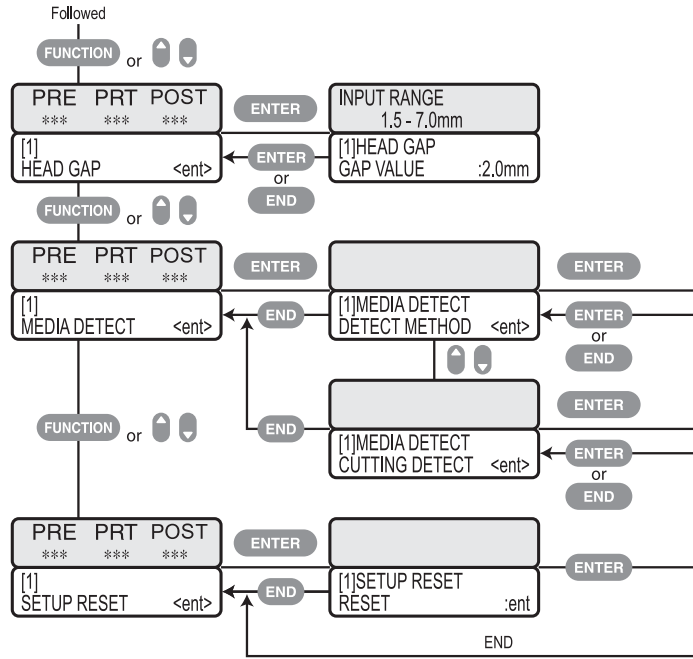 Followed
FUNCTION or
PRE PRT POST
*** *** ***
[1]
HEAD GAP <ent>
ENTER
INPUT RANGE
1.5 - 7.0mm
[1]HEAD GAP
GAP VALUE :2.0mm
ENTER
or
END
FUNCTION or
PRE PRT POST
*** *** ***
[1]
MEDIA DETECT <ent>
ENTER
END
[1]MEDIA DETECT
DETECT METHOD <ent>
ENTER
ENTER
or
END
END
[1]MEDIA DETECT
CUTTING DETECT <ent>
ENTER
ENTER
or
END
FUNCTION or
PRE PRT POST
*** *** ***
[1]
SETUP RESET <ent>
ENTER
END
[1]SETUP RESET
RESET :ent
ENTER
END